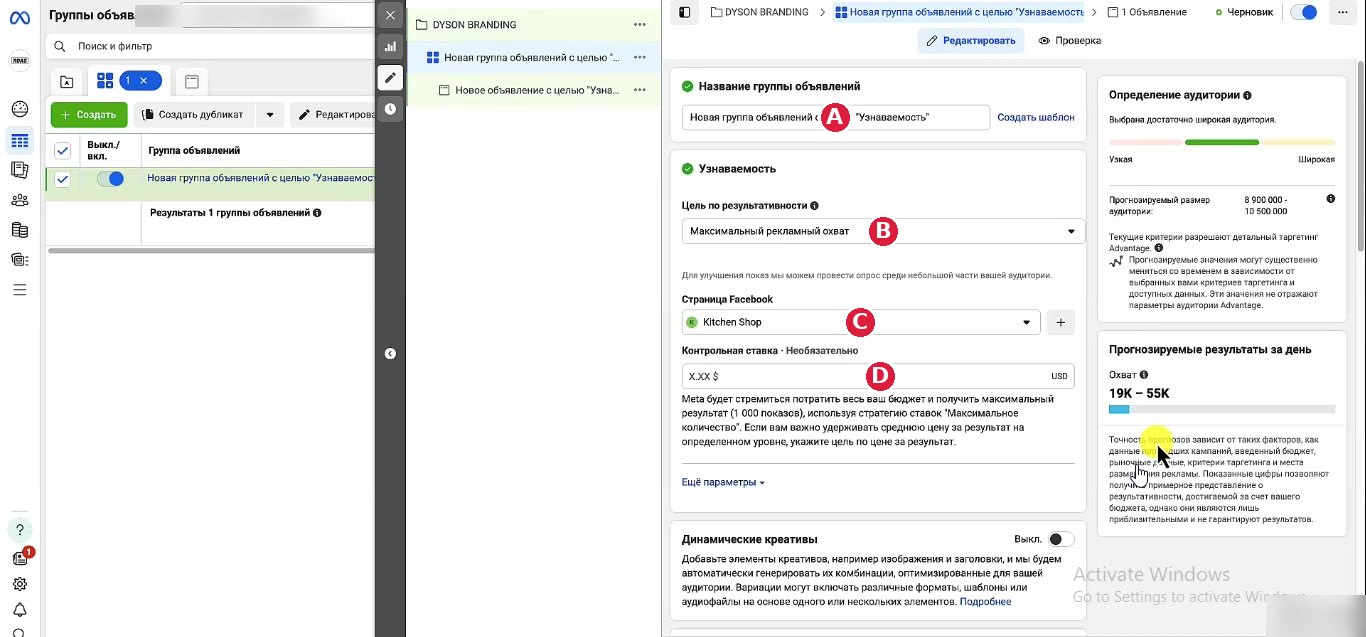 Группы объявл
Поиск и фильтр
1 ×
+ Создать
Создать дубликат
Редактирова
Выкл./
вкл.
Группа объявлений
Новая группа объявлений с целью "Узнаваемост
Результаты 1 группы объявлений
?
1
DYSON BRANDING
Новая группа объявлений с целью "...
Новое объявление с целью "Узна...
DYSON BRANDING > Новая группа объявлений с целью "Узнаваемость > 1 Объявление
Черновик
Редактировать
Проверка
Название группы объявлений
Новая группа объявлений с A "Узнаваемость"
Создать шаблон
Узнаваемость
Цель по результативности
Максимальный рекламный охват B
Для улучшения показ мы можем провести опрос среди небольшой части вашей аудитории.
Страница Facebook
K Kitchen Shop C
+
Контрольная ставка · Необязательно
X.XX $ D USD
Meta будет стремиться потратить весь ваш бюджет и получить максимальный
результат (1 000 показов), используя стратегию ставок "Максимальное
количество". Если вам важно удерживать среднюю цену за результат на
определенном уровне, укажите цель по цене за результат.
Ещё параметры
Динамические креативы
Выкл.
Добавьте элементы креативов, например изображения и заголовки, и мы будем
автоматически генерировать их комбинации, оптимизированные для вашей
аудитории. Вариации могут включать различные форматы, шаблоны или
аудиофайлы на основе одного или нескольких элементов. Подробнее
Определение аудитории
Выбрана достаточно широкая аудитория.
Узкая
Широкая
Прогнозируемый размер
аудитории:
8 900 000 -
10 500 000
Текущие критерии разрешают детальный таргетинг
Advantage.
Прогнозируемые значения могут существенно
меняться со временем в зависимости от
выбранных вами критериев таргетинга и
доступных данных. Эти значения не отражают
параметры аудитории Advantage.
Прогнозируемые результаты за день
Охват
19K – 55K
Точность прогнозов зависит от таких факторов, как
данные прошедших кампаний, введенный бюджет,
рыночные данные, критерии таргетинга и места
размещения рекламы. Показанные цифры позволяют
получить примерное представление о
результативности, достигаемой за счет вашего
бюджета, однако они являются лишь
приблизительными и не гарантируют результатов.
Activate Windows
Go to Settings to activate Windows.